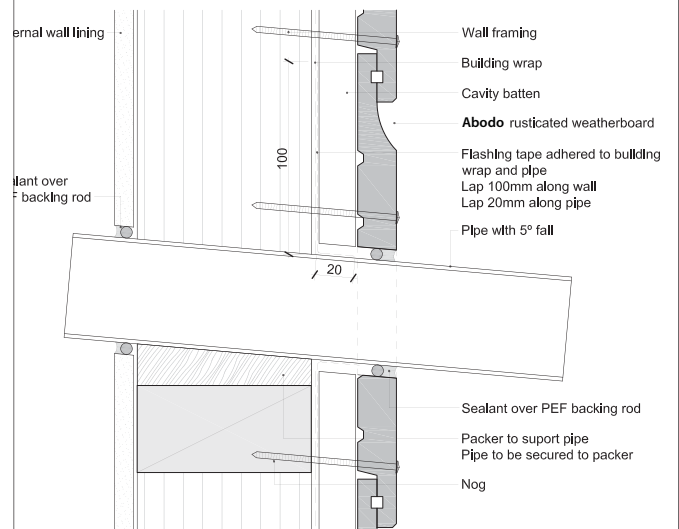 ernal wall lining
lant over
F backing rod
100
20
Wall framing
Building wrap
Cavity batten
Abodo rusticated weatherboard
Flashing tape adhered to building
wrap and pipe
Lap 100mm along wall
Lap 20mm along pipe
Pipe with 5º fall
Sealant over PEF backing rod
Packer to suport pipe
Pipe to be secured to packer
Nog